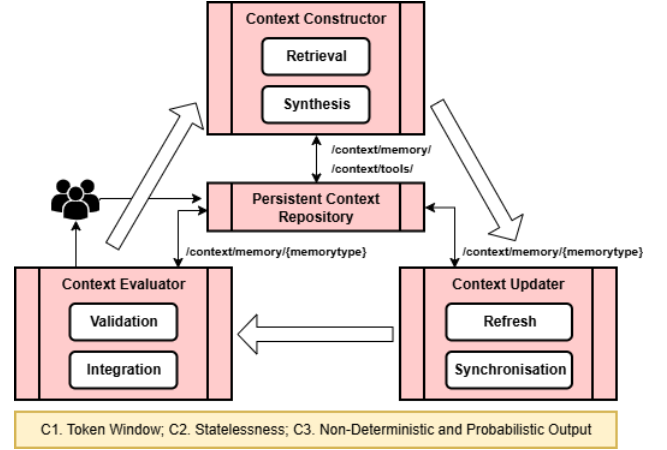 Context Constructor
Retrieval
Synthesis
/context/memory/
/context/tools/
Persistent Context
Repository
/context/memory/{memorytype}
/context/memory/{memorytype}
Context Evaluator
Validation
Integration
Context Updater
Refresh
Synchronisation
C1. Token Window; C2. Statelessness; C3. Non-Deterministic and Probabilistic Output